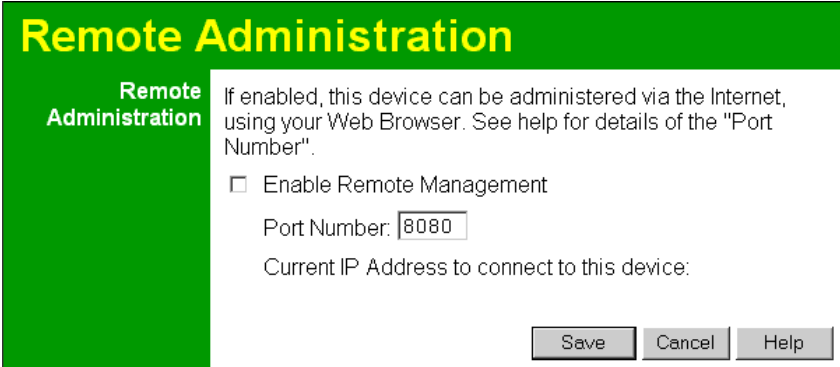 Remote Administration
Remote
Administration
If enabled, this device can be administered via the Internet,
using your Web Browser. See help for details of the "Port
Number".
Enable Remote Management
Port Number: 8080
Current IP Address to connect to this device:
Save Cancel Help